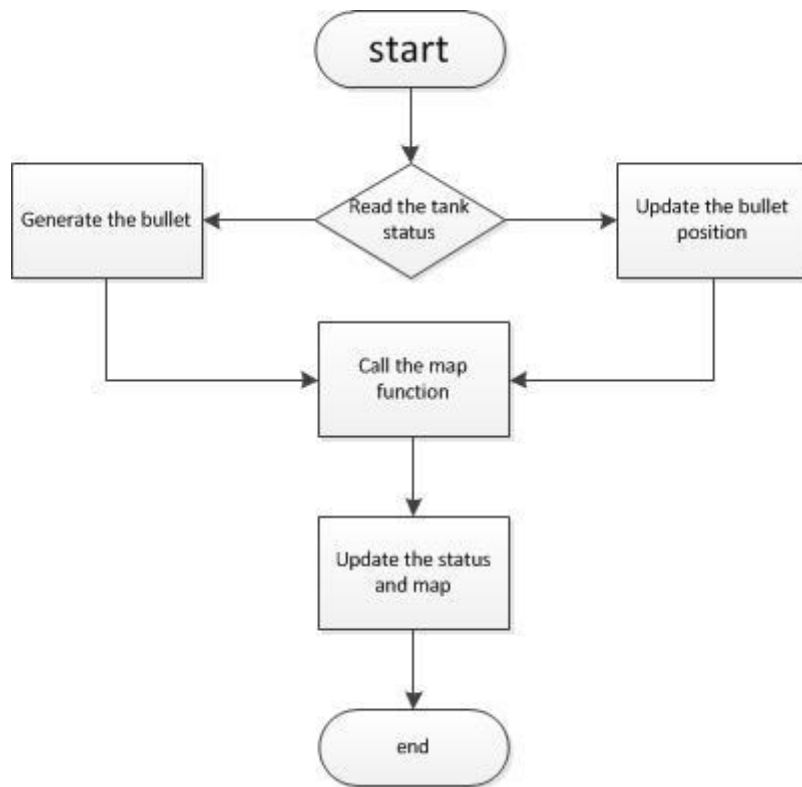 start
Generate the bullet
Read the tank
status
Update the bullet
position
Call the map
function
Update the status
and map
end